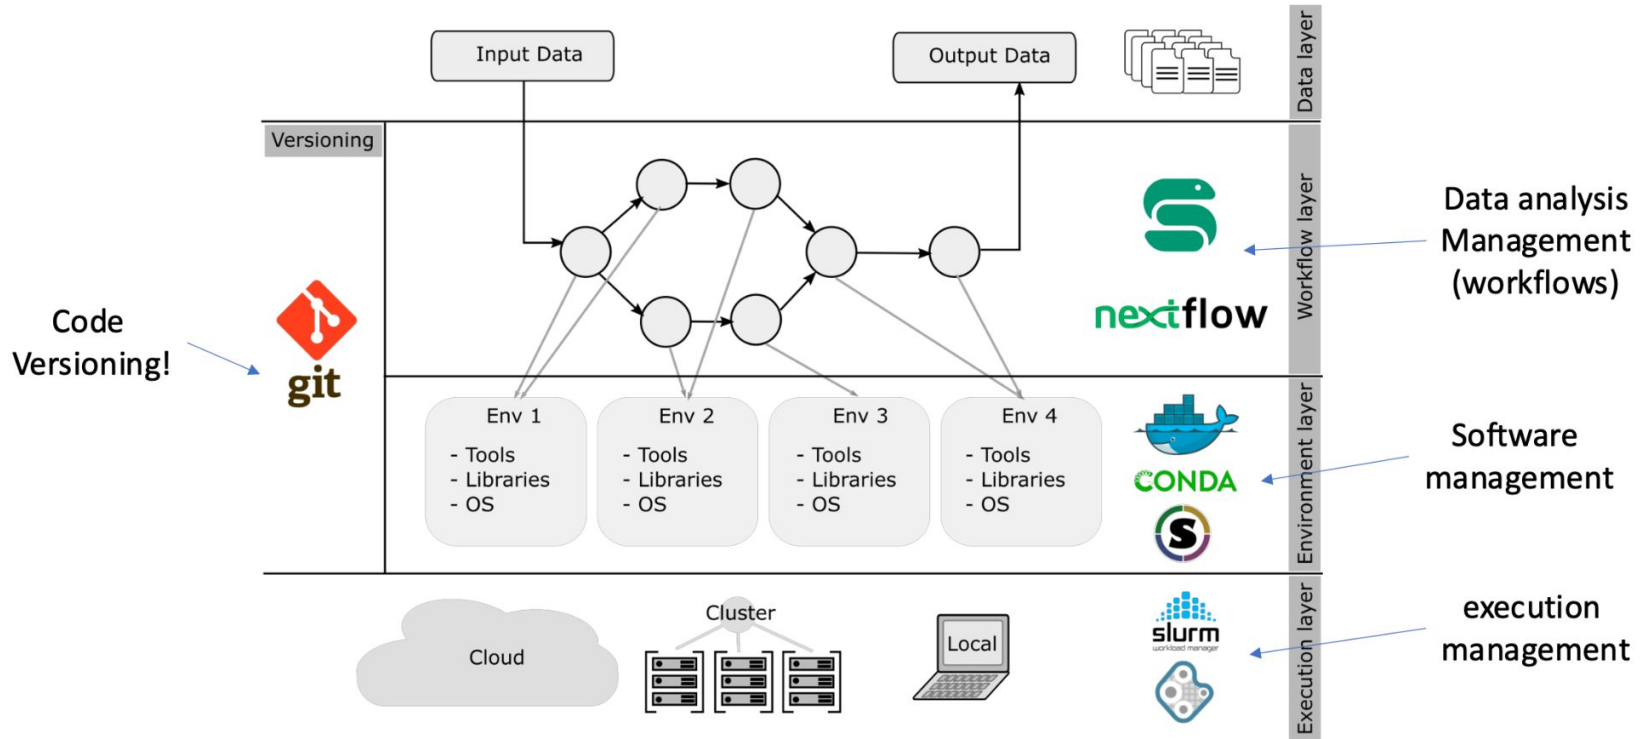 Input Data
Output Data
Data layer
Versioning
Workflow layer
Data analysis
Management
(workflows)
nextflow
Code
Versioning!
git
Env 1
- Tools
- Libraries
- OS
Env 2
- Tools
- Libraries
- OS
Env 3
- Tools
- Libraries
- OS
Env 4
- Tools
- Libraries
- OS
CONDA
S
Environment layer
Software
management
Cloud
Cluster
Local
slurm
workload manager
Execution layer
execution
management